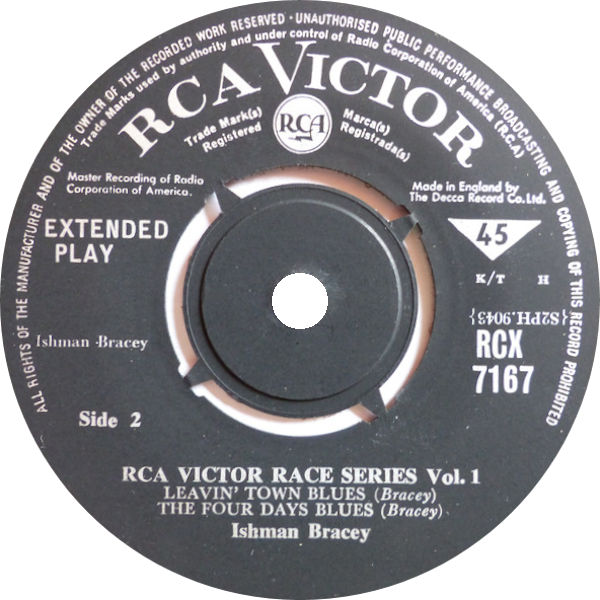 ALL RIGHTS OF THE MANUFACTURER AND OF THE OWNER OF THE RECORDED WORK RESERVED · UNAUTHORISED PUBLIC PERFORMANCE BROADCASTING AND COPYING OF THIS RECORD PROHIBITED
Trade Marks used by authority and under control of Radio Corporation of America (R.C.A)
RCA VICTOR
Trade Mark(s)
Registered
RCA
Marca(s)
Registrada(s)
Master Recording of Radio
Corporation of America.
Made in England by
The Decca Record Co. Ltd.
EXTENDED
PLAY
45
K/T H
{S2PH.9043}
RCX
7167
Ishman Bracey
Side 2
RCA VICTOR RACE SERIES Vol. 1
LEAVIN' TOWN BLUES (Bracey)
THE FOUR DAYS BLUES (Bracey)
Ishman Bracey